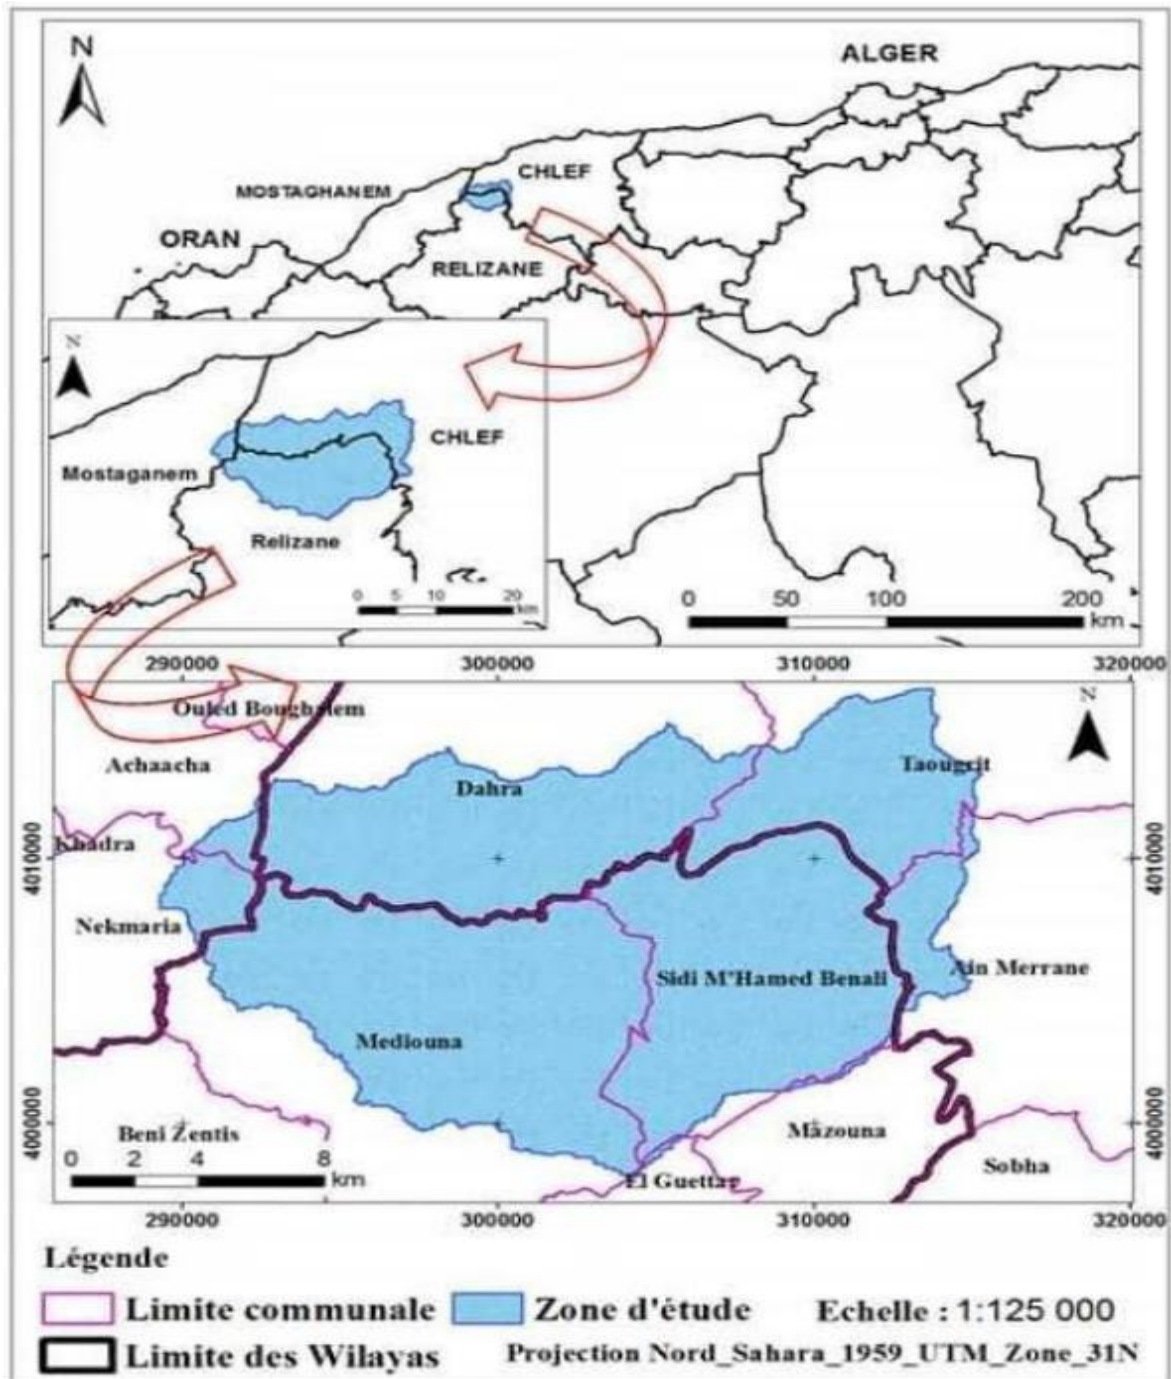 N
ALGER
CHLEF
MOSTAGHANEM
ORAN
RELIZANE
N
CHLEF
Mostaganem
Relizane
0 5 10 20 km
0 50 100 200 km
290000 300000 310000 320000
Ouled Boughalem
N
Achaacha
Taougrit
Dahra
Khadra
4010000 4010000
Nekmaria
Ain Merrane
Sidi M'Hamed Benali
Mediouna
4000000 4000000
Beni Zentis
Mazouna
Sobha
El Guettar
0 2 4 8 km
290000 300000 310000 320000
Légende
Limite communale Zone d'étude Echelle : 1:125 000
Limite des Wilayas Projection Nord_Sahara_1959_UTM_Zone_31N